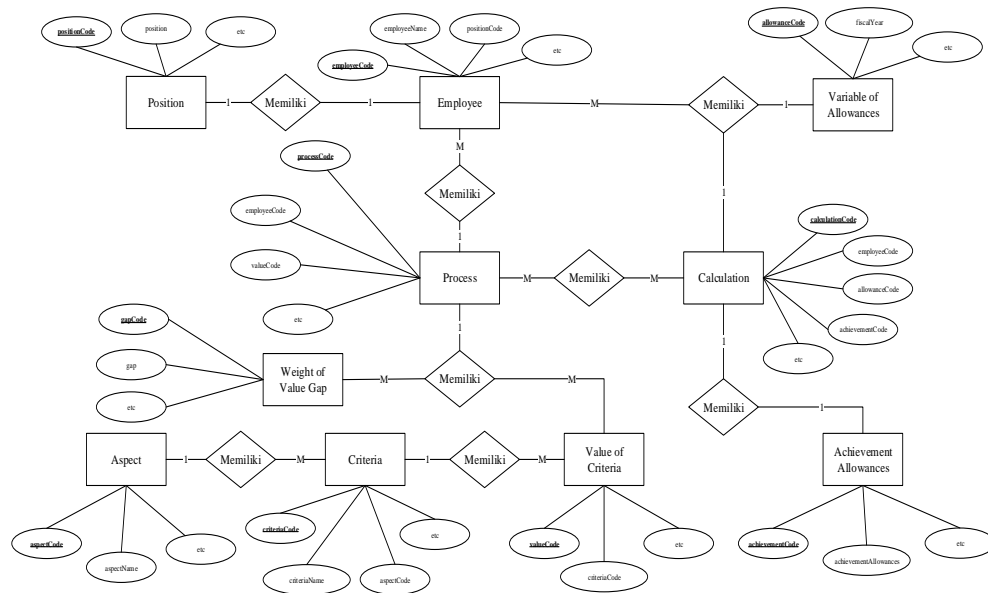 positionCode
position
etc
employeeName
positionCode
employeeCode
etc
allowanceCode
fiscalYear
etc
Position
1
Memiliki
1
Employee
M
Memiliki
1
Variable of
Allowances
M
Memiliki
1
1
processCode
employeeCode
valueCode
etc
Process
M
Memiliki
M
Calculation
calculationCode
employeeCode
allowanceCode
achievementCode
etc
gapCode
gap
etc
1
Weight of
Value Gap
M
Memiliki
M
1
Memiliki
1
Aspect
1
Memiliki
M
Criteria
1
Memiliki
M
Value of
Criteria
Achievement
Allowances
aspectCode
aspectName
etc
criteriaCode
criteriaName
aspectCode
etc
valueCode
criteriaCode
etc
achievementCode
achievementAllowances
etc